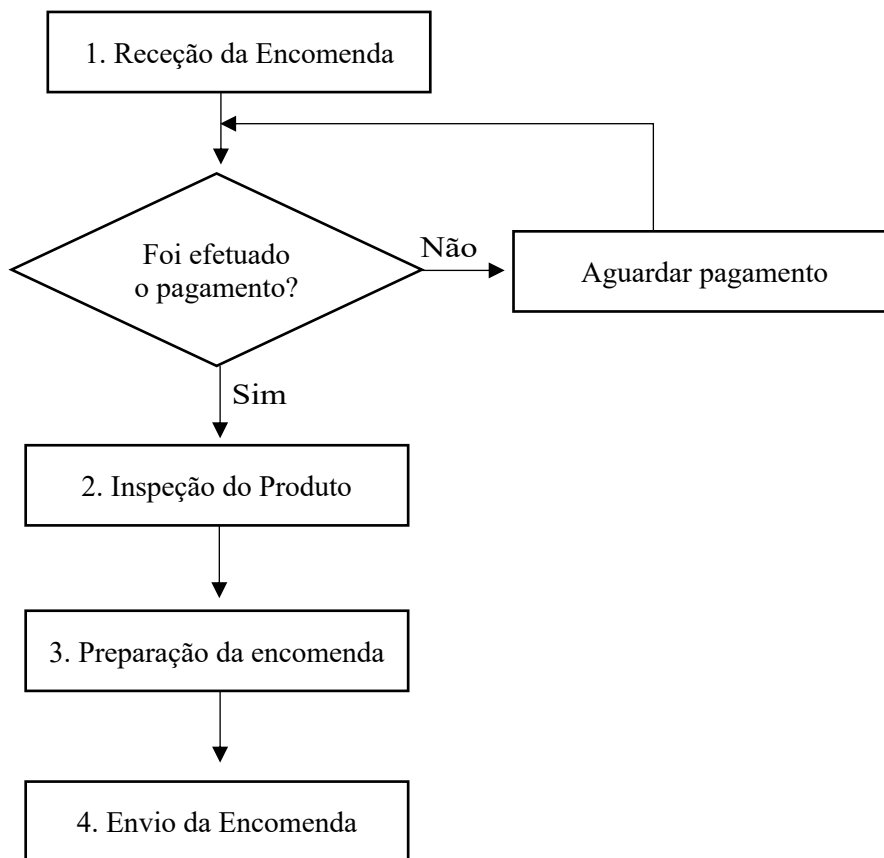 1. Receção da Encomenda
Foi efetuado
o pagamento?
Não
Aguardar pagamento
Sim
2. Inspeção do Produto
3. Preparação da encomenda
4. Envio da Encomenda